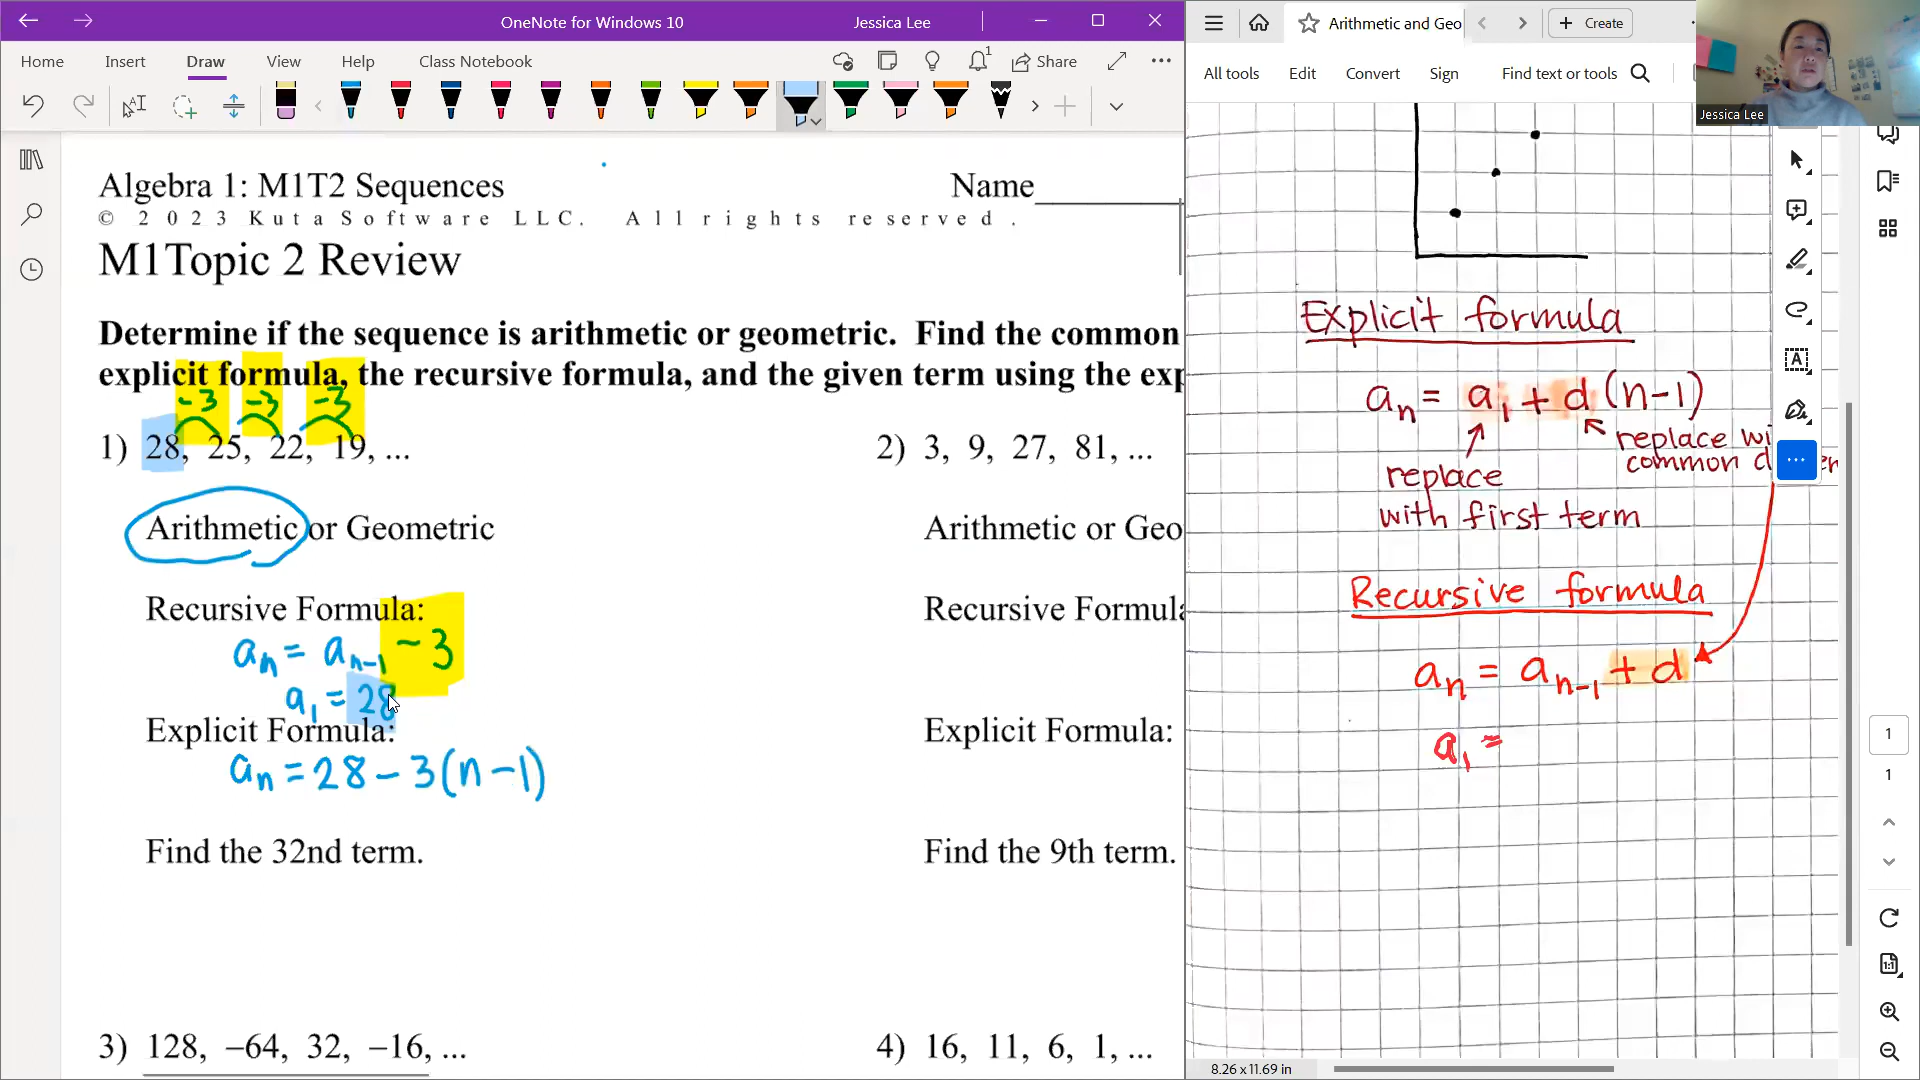 OneNote for Windows 10
Jessica Lee
Home Insert Draw View Help Class Notebook
1
Share
Algebra 1: M1T2 Sequences
Name
© 2023 Kuta Software LLC. All rights reserved.
M1Topic 2 Review
Determine if the sequence is arithmetic or geometric. Find the common
explicit formula, the recursive formula, and the given term using the exp
-3 -3 -3
1) 28, 25, 22, 19, ...
Arithmetic or Geometric
Recursive Formula:
an = an-1 - 3
a1 = 28
Explicit Formula:
an = 28 - 3(n-1)
Find the 32nd term.
2) 3, 9, 27, 81, ...
Arithmetic or Geo
Recursive Formula
Explicit Formula:
Find the 9th term.
3) 128, −64, 32, −16, ...
4) 16, 11, 6, 1, ...
Arithmetic and Geo
Create
All tools Edit Convert Sign Find text or tools
Jessica Lee
Explicit formula
an = a1 + d(n-1)
replace
with first term
replace wi
common d
Recursive formula
an = an-1 + d
a1 =
1
1
8.26 x 11.69 in